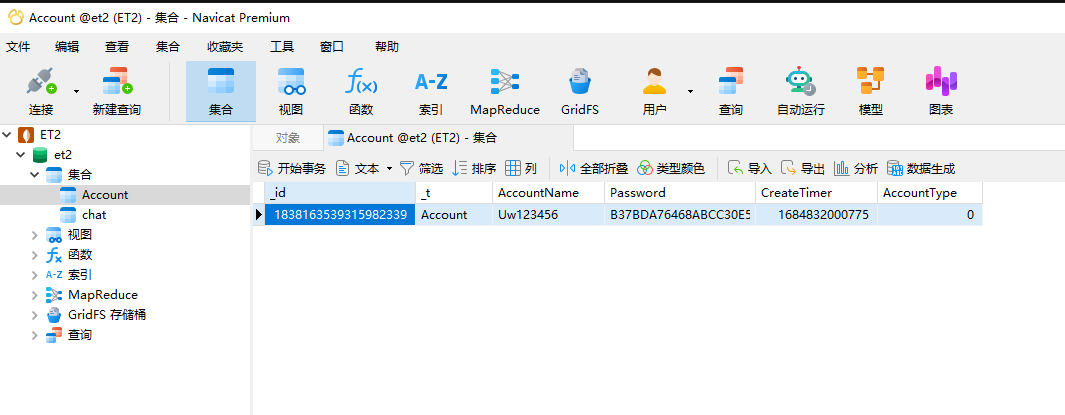 Account @et2 (ET2) - 集合 - Navicat Premium
文件 编辑 查看 集合 收藏夹 工具 窗口 帮助
连接 新建查询 集合 视图 函数 索引 MapReduce GridFS 用户 查询 自动运行 模型 图表
f(x) A-Z
ET2
et2
集合
Account
chat
视图
fx 函数
A-Z 索引
MapReduce
GridFS 存储桶
查询
对象 Account @et2 (ET2) - 集合
开始事务 文本 筛选 排序 列 全部折叠 类型颜色 导入 导出 分析 数据生成
_id _t AccountName Password CreateTimer AccountType
1838163539315982339 Account Uw123456 B37BDA76468ABCC30E5 1684832000775 0